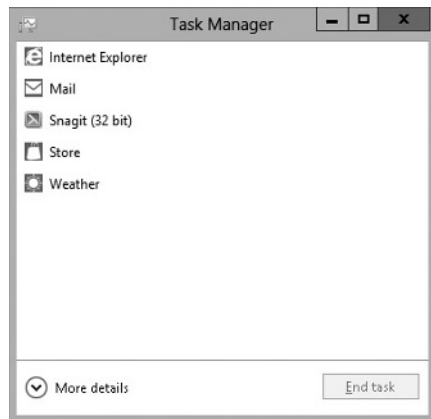 Task Manager
Internet Explorer
Mail
Snagit (32 bit)
Store
Weather
More details
End task